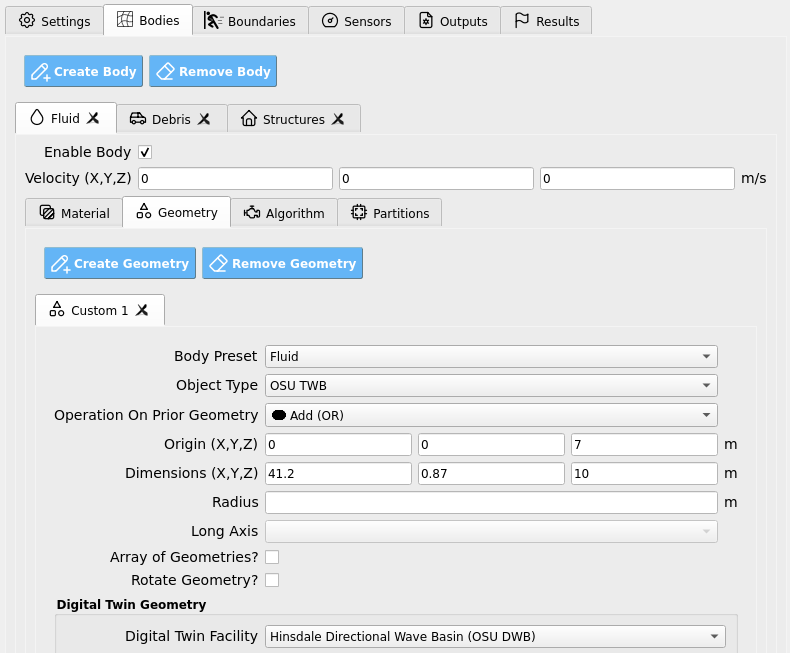 Settings Bodies Boundaries Sensors Outputs Results
Create Body Remove Body
Fluid Debris Structures
Enable Body
Velocity (X,Y,Z) 0 0 0 m/s
Material Geometry Algorithm Partitions
Create Geometry Remove Geometry
Custom 1
Body Preset Fluid
Object Type OSU TWB
Operation On Prior Geometry Add (OR)
Origin (X,Y,Z) 0 0 7 m
Dimensions (X,Y,Z) 41.2 0.87 10 m
Radius m
Long Axis
Array of Geometries?
Rotate Geometry?
Digital Twin Geometry
Digital Twin Facility Hinsdale Directional Wave Basin (OSU DWB)